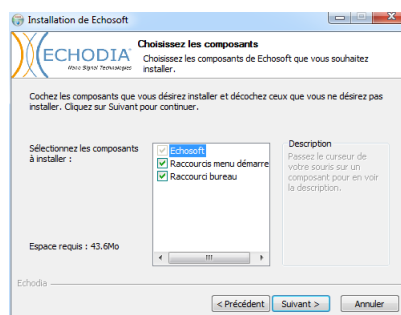 Installation de Echosoft
ECHODIA
Nano Signal Technologies
Choisissez les composants
Choisissez les composants de Echosoft que vous souhaitez
installer.
Cochez les composants que vous désirez installer et décochez ceux que vous ne désirez pas
installer. Cliquez sur Suivant pour continuer.
Sélectionnez les composants
à installer :
Echosoft
Raccourcis menu démarre
Raccourci bureau
Description
Passez le curseur de
votre souris sur un
composant pour en voir
la description.
Espace requis : 43.6Mo
Echodia
< Précédent
Suivant >
Annuler